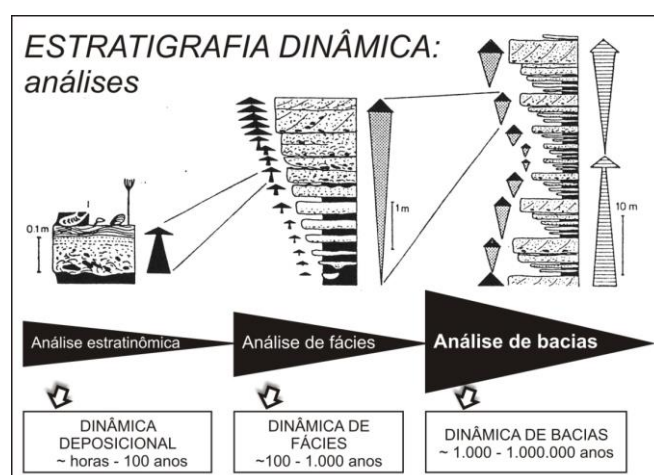 ESTRATIGRAFIA DINÂMICA:
análises
0.1 m
1 m
10 m
Análise estratinômica
Análise de fácies
Análise de bacias
DINÂMICA
DEPOSICIONAL
~ horas - 100 anos
DINÂMICA DE
FÁCIES
~100 - 1.000 anos
DINÂMICA DE BACIAS
~ 1.000 - 1.000.000 anos